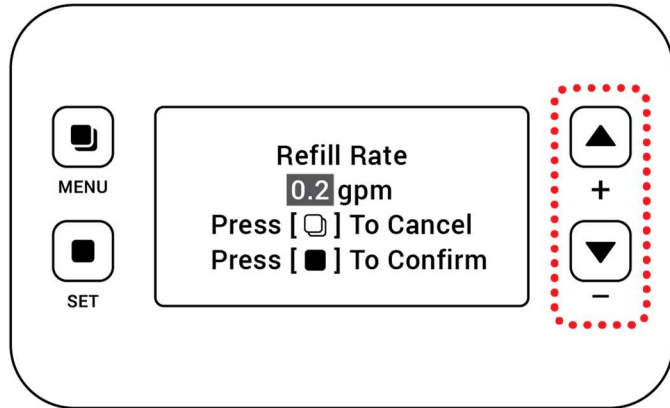 MENU
SET
Refill Rate
0.2 gpm
Press [ ] To Cancel
Press [ ] To Confirm
+
−